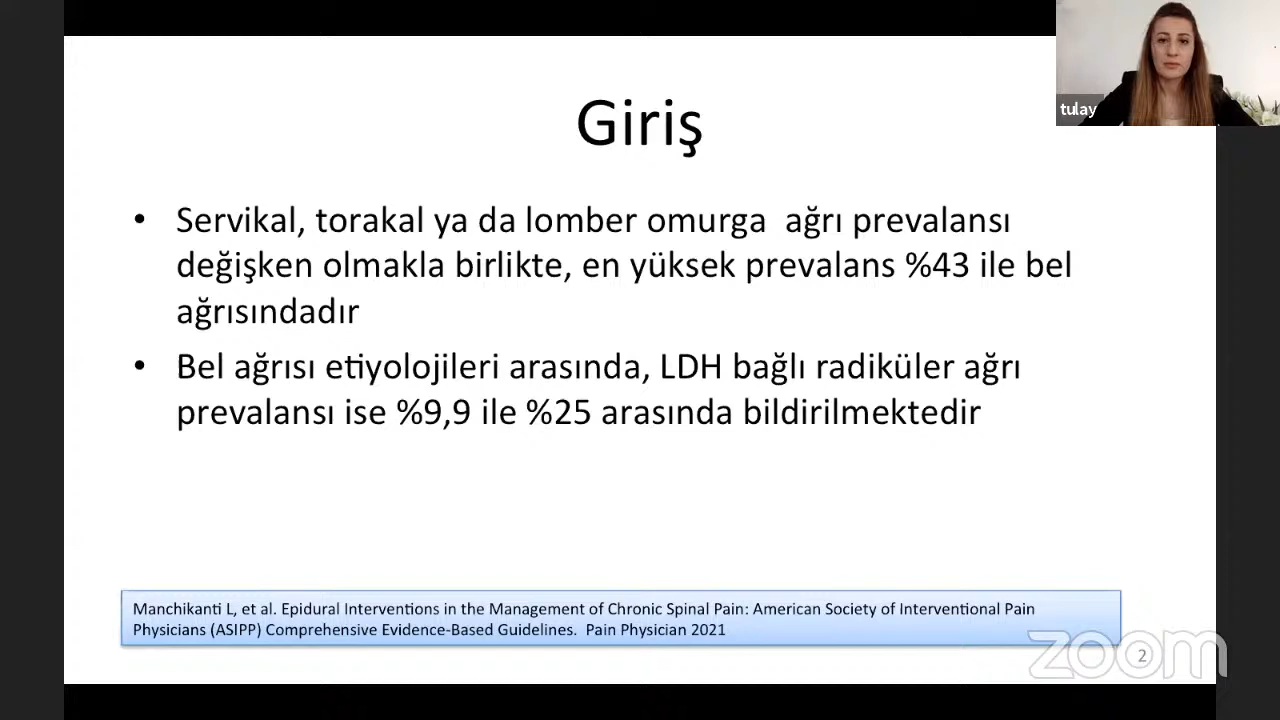 tulay
Giriş
• Servikal, torakal ya da lomber omurga ağrı prevalansı
değişken olmakla birlikte, en yüksek prevalans %43 ile bel
ağrısındadır
• Bel ağrısı etiyolojileri arasında, LDH bağlı radiküler ağrı
prevalansı ise %9,9 ile %25 arasında bildirilmektedir
Manchikanti L, et al. Epidural Interventions in the Management of Chronic Spinal Pain: American Society of Interventional Pain
Physicians (ASIPP) Comprehensive Evidence-Based Guidelines. Pain Physician 2021
zoom
2